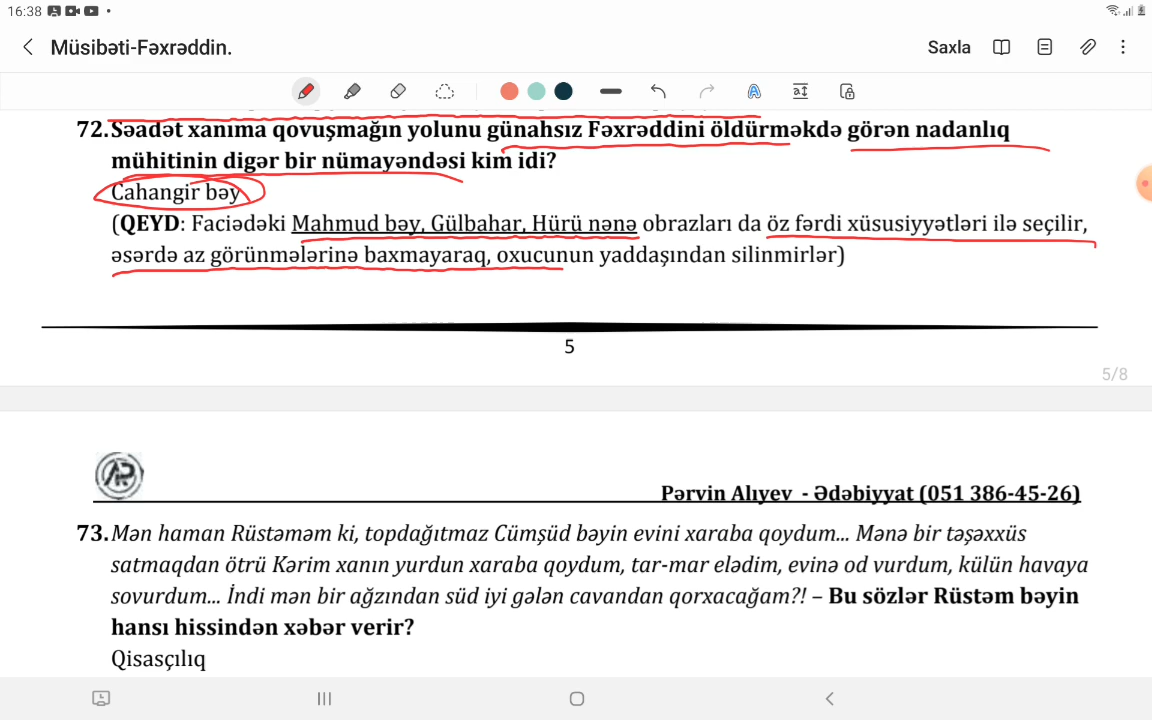 16:38
Müsibəti-Fəxrəddin.
Saxla
72. Səadət xanıma qovuşmağın yolunu günahsız Fəxrəddini öldürməkdə görən nadanlıq
mühitinin digər bir nümayəndəsi kim idi?
Cahangir bəy
(QEYD: Faciədəki Mahmud bəy, Gülbahar, Hürü nənə obrazları da öz fərdi xüsusiyyətləri ilə seçilir,
əsərdə az görünmələrinə baxmayaraq, oxucunun yaddaşından silinmirlər)
5
5/8
Pərvin Alıyev - Ədəbiyyat (051 386-45-26)
73. Mən haman Rüstəməm ki, topdağıtmaz Cümşüd bəyin evini xaraba qoydum... Mənə bir təşəxxüs
satmaqdan ötrü Kərim xanın yurdun xaraba qoydum, tar-mar elədim, evinə od vurdum, külün havaya
sovurdum... İndi mən bir ağzından süd iyi gələn cavandan qorxacağam?! – Bu sözlər Rüstəm bəyin
hansı hissindən xəbər verir?
Qisasçılıq